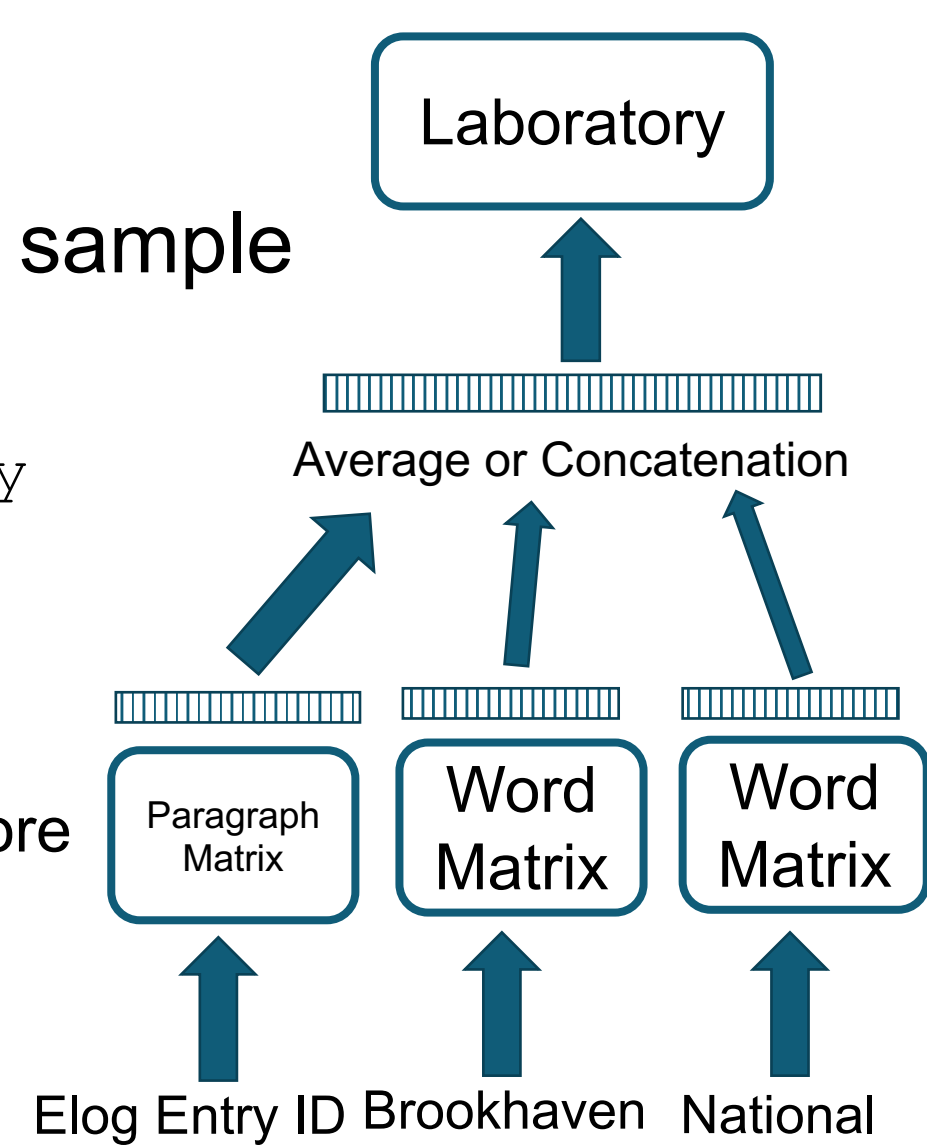 Laboratory
sample
Average or Concatenation
Paragraph
Matrix
Word
Matrix
Word
Matrix
Elog Entry ID
Brookhaven
National